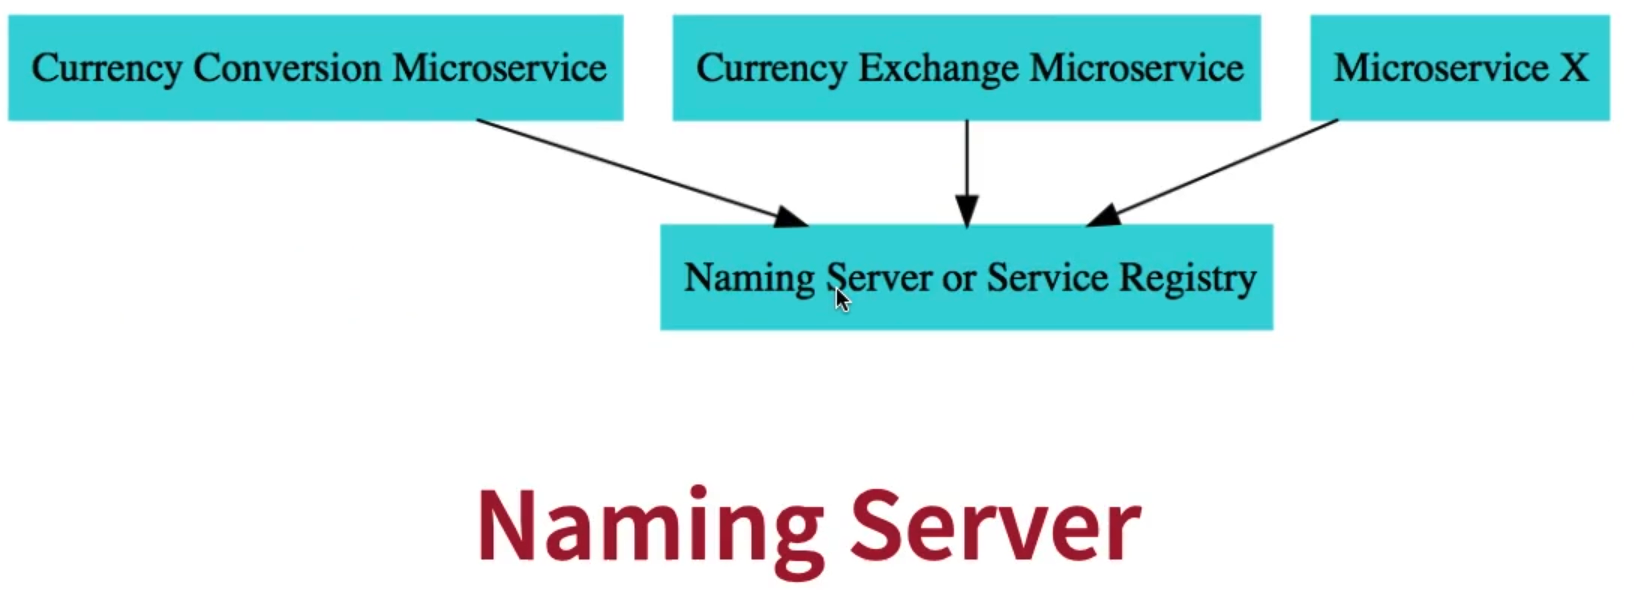 Currency Conversion Microservice
Currency Exchange Microservice
Microservice X
Naming Server or Service Registry
Naming Server